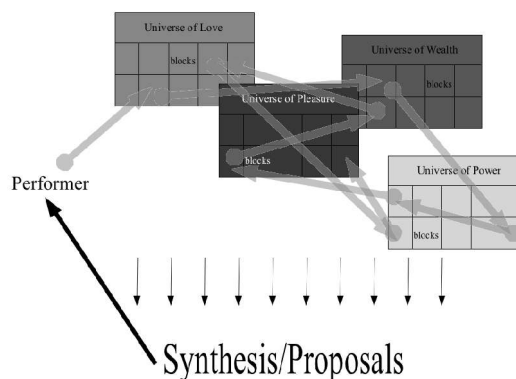 Universe of Love
blocks
Universe of Wealth
blocks
Universe of Pleasure
blocks
Universe of Power
blocks
Performer
Synthesis/Proposals